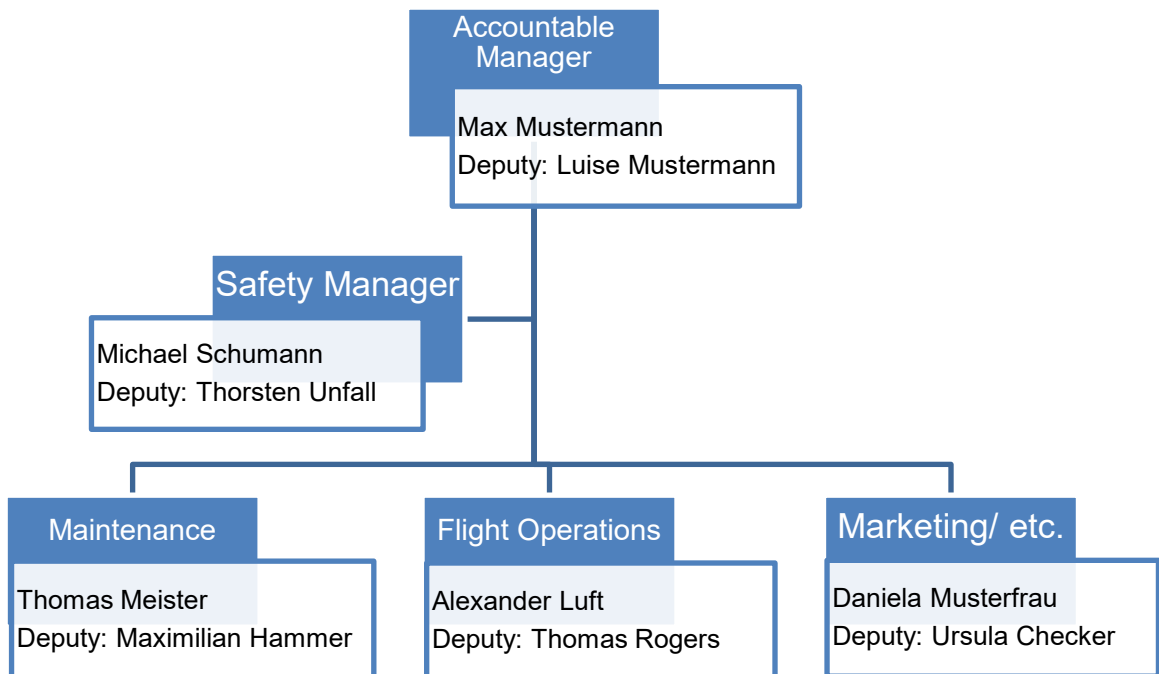 Accountable
Manager
Max Mustermann
Deputy: Luise Mustermann
Safety Manager
Michael Schumann
Deputy: Thorsten Unfall
Maintenance
Thomas Meister
Deputy: Maximilian Hammer
Flight Operations
Alexander Luft
Deputy: Thomas Rogers
Marketing/ etc.
Daniela Musterfrau
Deputy: Ursula Checker